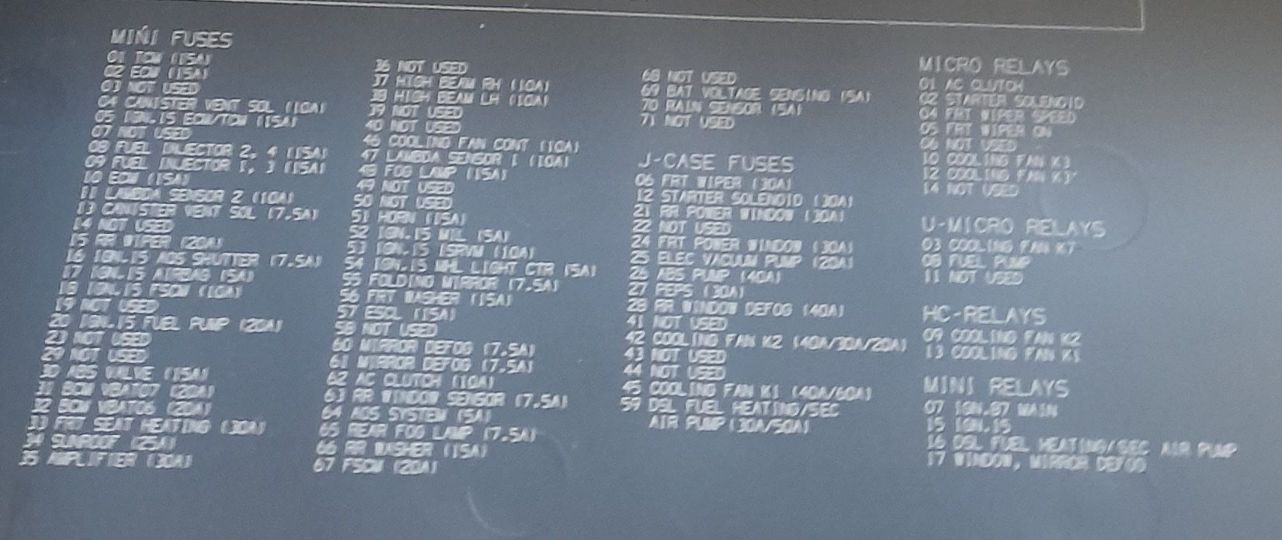 MINI FUSES
01 TCM (15A)
02 ECM (15A)
03 NOT USED
04 CANISTER VENT SOL (10A)
05 IGN.15 ECM/TCM (15A)
07 NOT USED
08 FUEL INJECTOR 2, 4 (15A)
09 FUEL INJECTOR 1, 3 (15A)
10 ECM (15A)
11 LAMBDA SENSOR 2 (10A)
13 CANISTER VENT SOL (7.5A)
14 NOT USED
15 RR WIPER (20A)
16 IGN.15 AOS SHUTTER (7.5A)
17 IGN.15 AIRBAG (5A)
18 IGN.15 FSCM (10A)
19 NOT USED
20 IGN.15 FUEL PUMP (20A)
23 NOT USED
29 NOT USED
30 ABS VALVE (15A)
31 BCM VBAT07 (20A)
32 BCM VBAT06 (20A)
33 FRT SEAT HEATING (30A)
34 SUNROOF (25A)
35 AMPLIFIER (30A)
36 NOT USED
37 HIGH BEAM RH (10A)
38 HIGH BEAM LH (10A)
39 NOT USED
40 NOT USED
46 COOLING FAN CONT (10A)
47 LAMBDA SENSOR 1 (10A)
48 FOG LAMP (15A)
49 NOT USED
50 NOT USED
51 HORN (15A)
52 IGN.15 MIL (5A)
53 IGN.15 ISRVM (10A)
54 IGN.15 MHL LIGHT CTR (5A)
55 FOLDING MIRROR (7.5A)
56 FRT WASHER (15A)
57 ESCL (15A)
58 NOT USED
60 MIRROR DEFOG (7.5A)
61 MIRROR DEFOG (7.5A)
62 AC CLUTCH (10A)
63 RR WINDOW SENSOR (7.5A)
64 AOS SYSTEM (5A)
65 REAR FOG LAMP (7.5A)
66 RR WASHER (15A)
67 FSCM (20A)
68 NOT USED
69 BAT VOLTAGE SENSING (5A)
70 RAIN SENSOR (5A)
71 NOT USED
J-CASE FUSES
06 FRT WIPER (30A)
12 STARTER SOLENOID (30A)
21 RR POWER WINDOW (30A)
22 NOT USED
24 FRT POWER WINDOW (30A)
25 ELEC VACUUM PUMP (20A)
26 ABS PUMP (40A)
27 PEPS (30A)
28 RR WINDOW DEFOG (40A)
41 NOT USED
42 COOLING FAN K2 (40A/30A/20A)
43 NOT USED
44 NOT USED
45 COOLING FAN K1 (40A/60A)
59 DSL FUEL HEATING/SEC
AIR PUMP (30A/50A)
MICRO RELAYS
01 AC CLUTCH
02 STARTER SOLENOID
04 FRT WIPER SPEED
05 FRT WIPER ON
06 NOT USED
10 COOLING FAN K3
12 COOLING FAN K3'
14 NOT USED
U-MICRO RELAYS
03 COOLING FAN K7
08 FUEL PUMP
11 NOT USED
HC-RELAYS
09 COOLING FAN K2
13 COOLING FAN K1
MINI RELAYS
07 IGN.87 MAIN
15 IGN.15
16 DSL FUEL HEATING/SEC AIR PUMP
17 WINDOW, MIRROR DEFOG